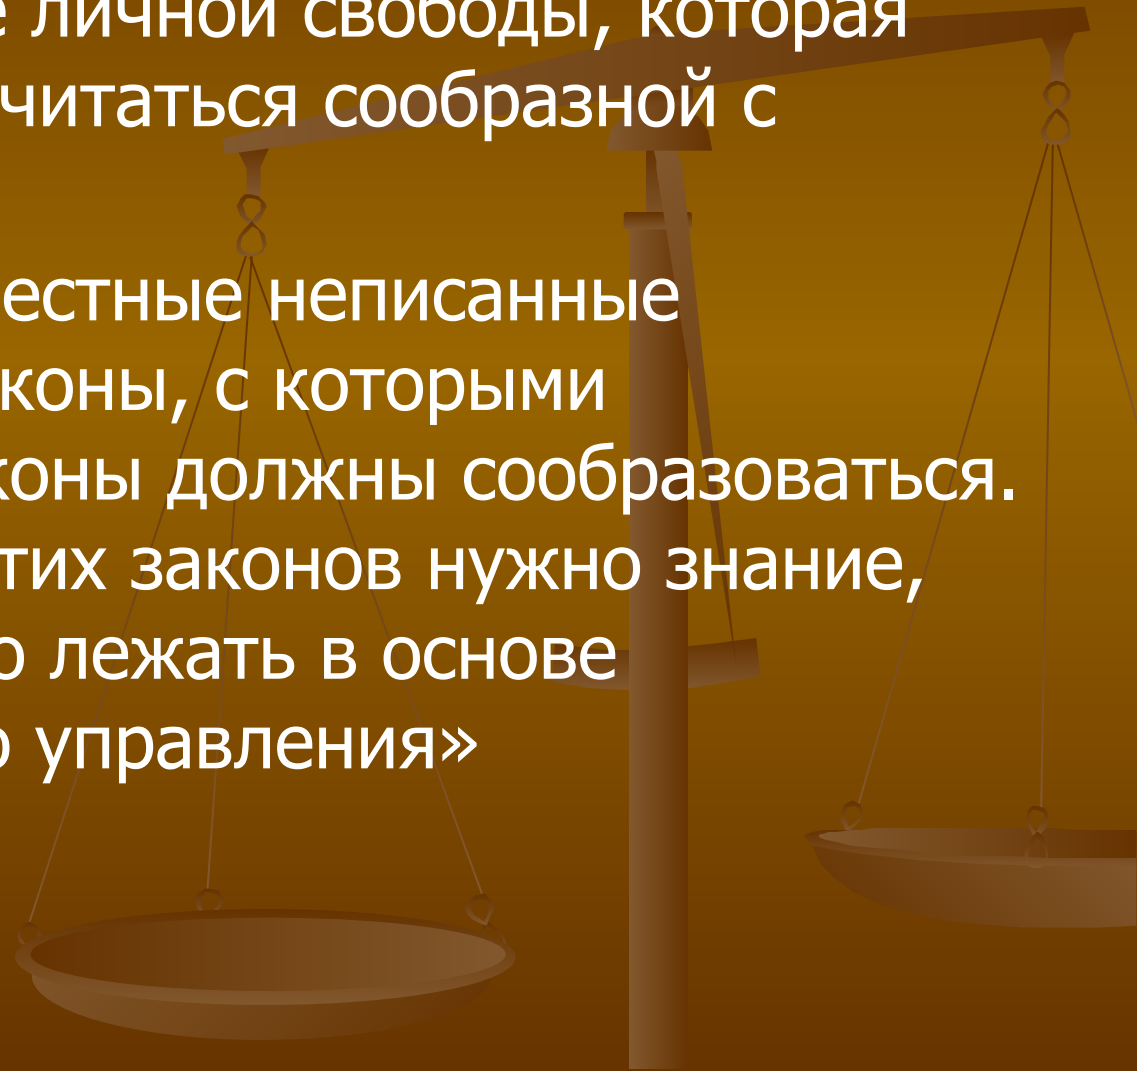 е личной свободы, которая
читаться сообразной с
естные неписанные
коны, с которыми
коны должны сообразоваться.
тих законов нужно знание,
о лежать в основе
о управления»